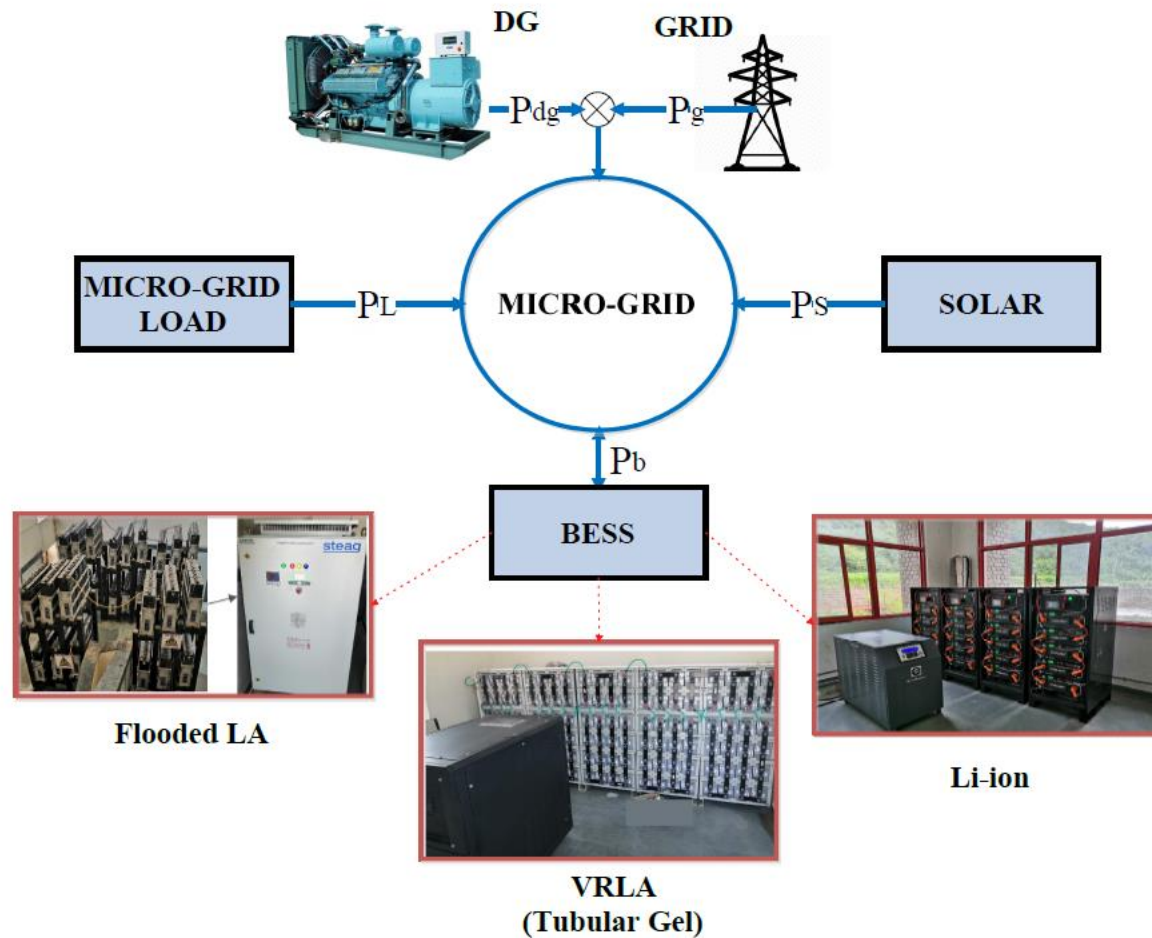 DG
GRID
Pdg
Pg
MICRO-GRID
LOAD
PL
MICRO-GRID
PS
SOLAR
Pb
BESS
steag
Flooded LA
VRLA
(Tubular Gel)
Li-ion